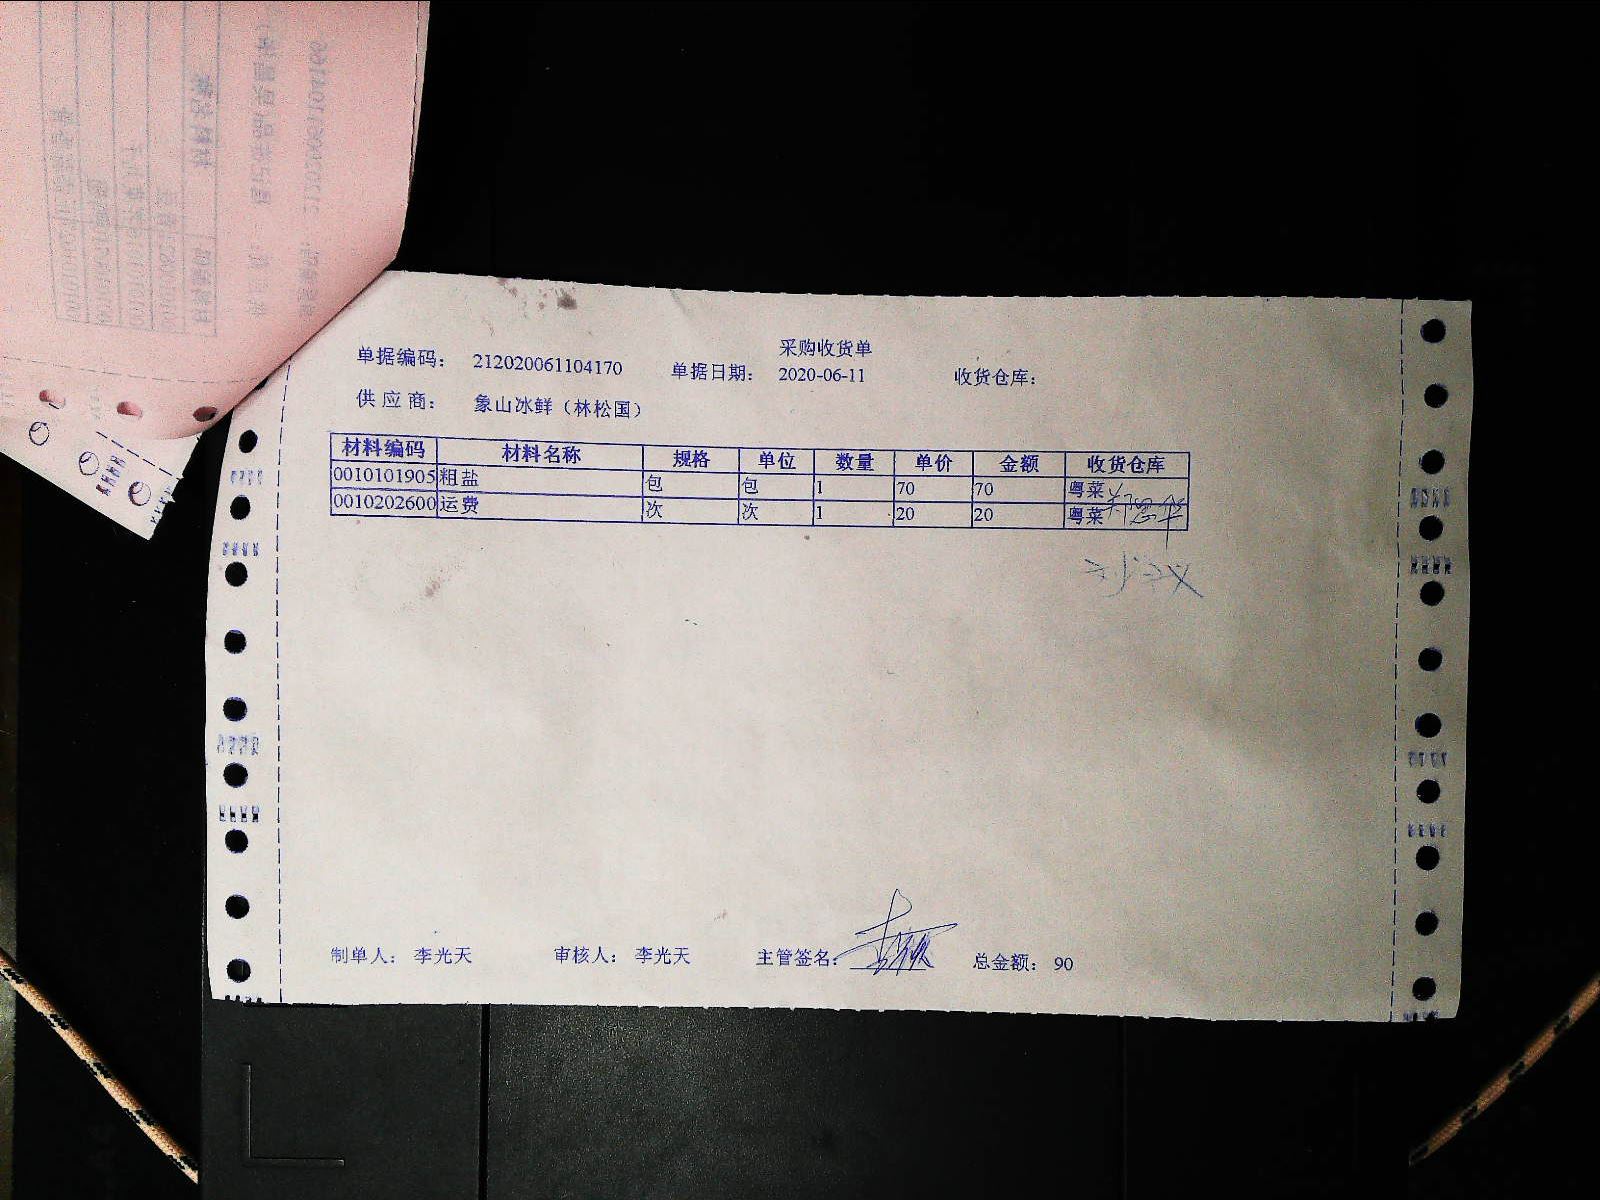 采购收货单
单据编码： 212020061104170 单据日期： 2020-06-11 收货仓库：
供 应 商： 象山冰鲜（林松国）
材料编码 材料名称 规格 单位 数量 单价 金额 收货仓库
0010101905 粗盐 包 包 1 70 70 粤菜
0010202600 运费 次 次 1 20 20 粤菜
制单人： 李光天 审核人： 李光天 主管签名： 总金额： 90